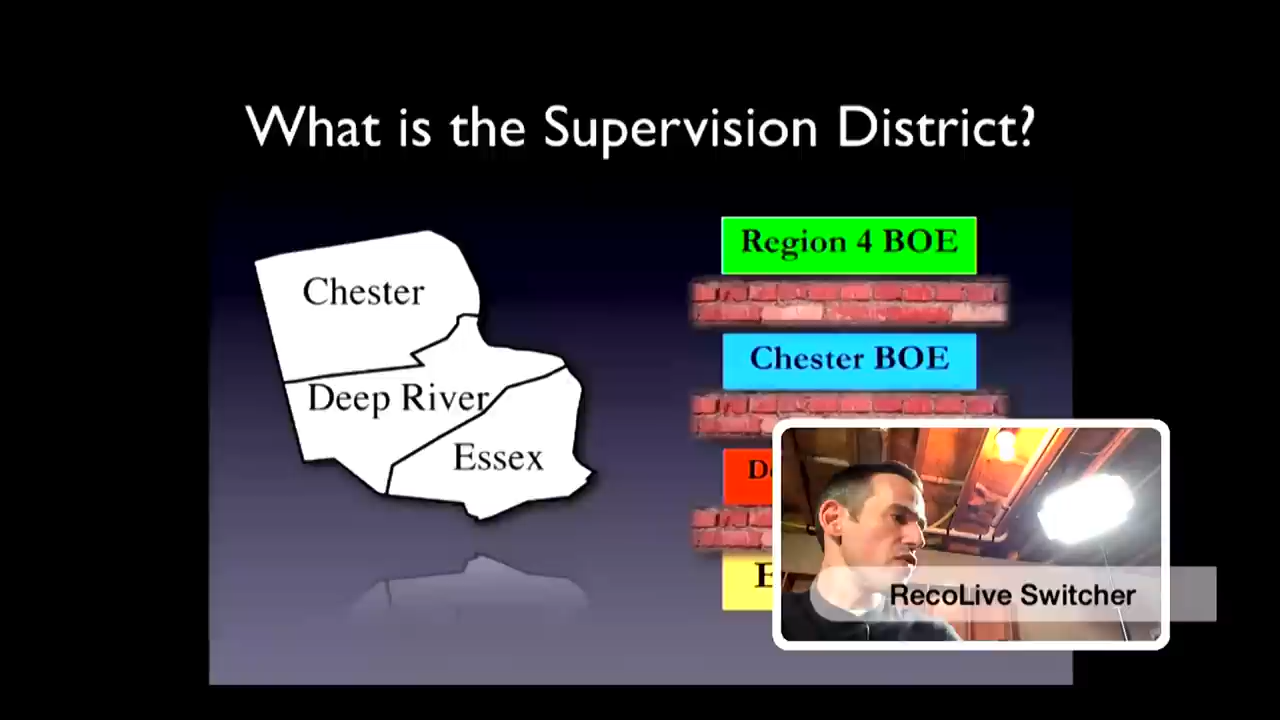 What is the Supervision District?
Chester
Deep River
Essex
Region 4 BOE
Chester BOE
RecoLive Switcher